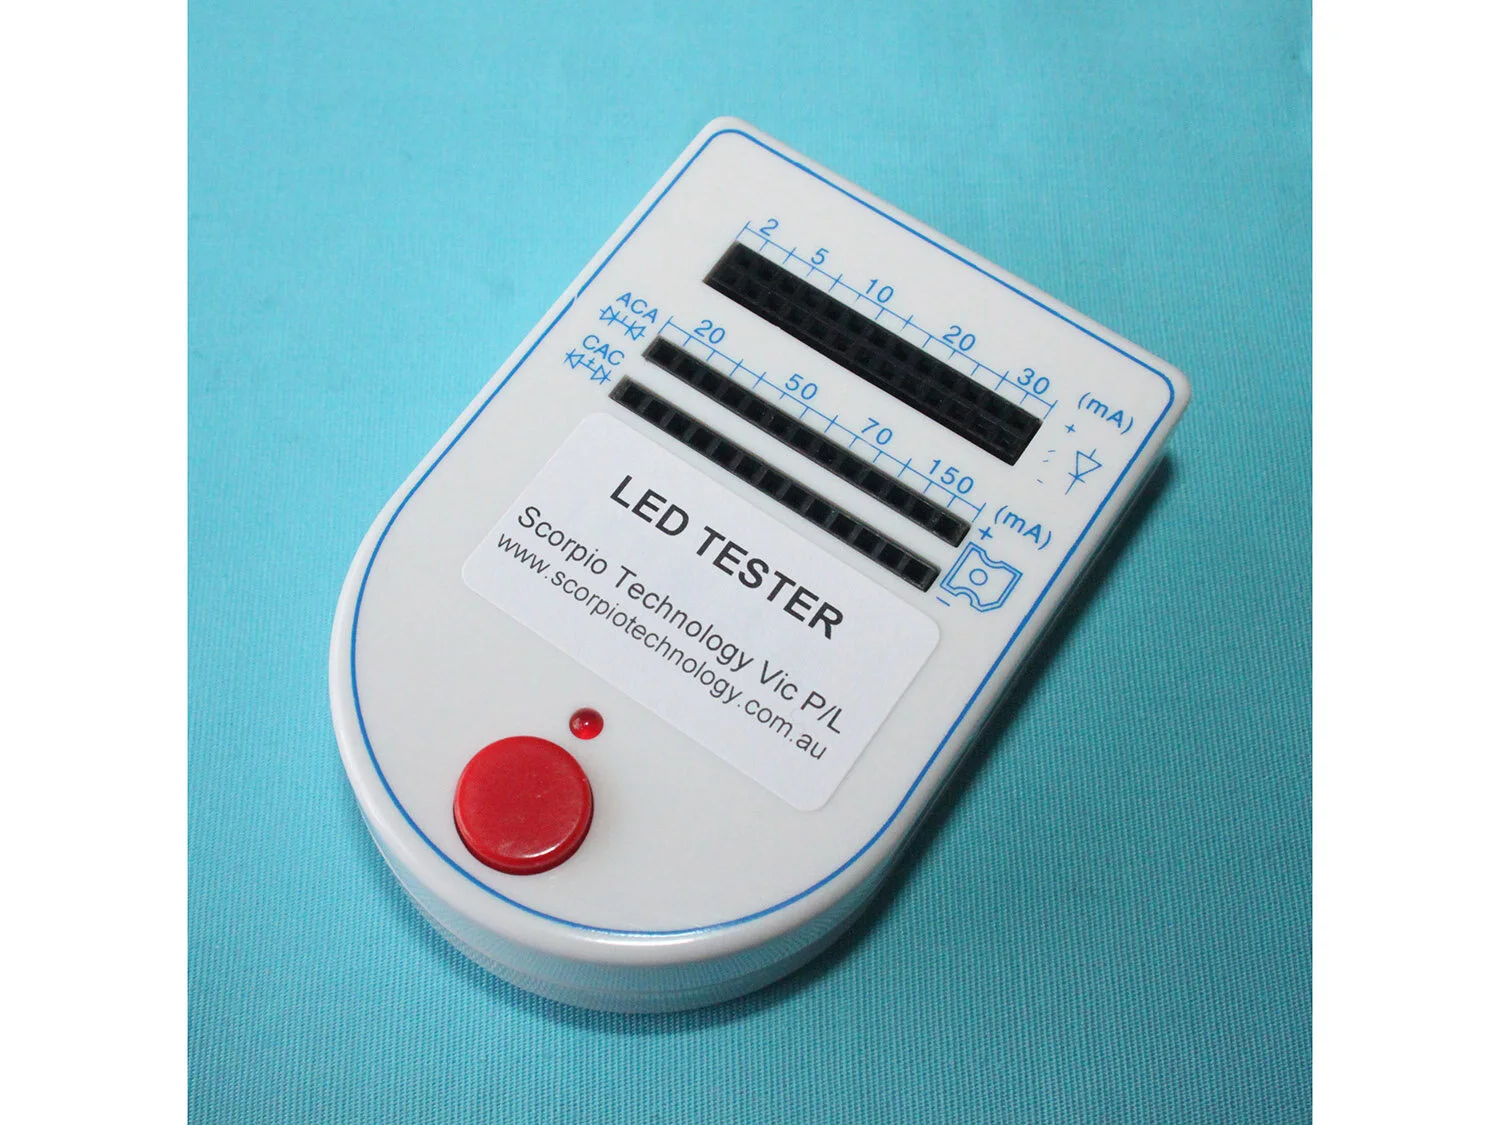 2 5 10 20 30 (mA)
+
-
ACA 20 50 70 150 (mA)
CAC
+
-
LED TESTER
Scorpio Technology Vic P/L
www.scorpiotechnology.com.au